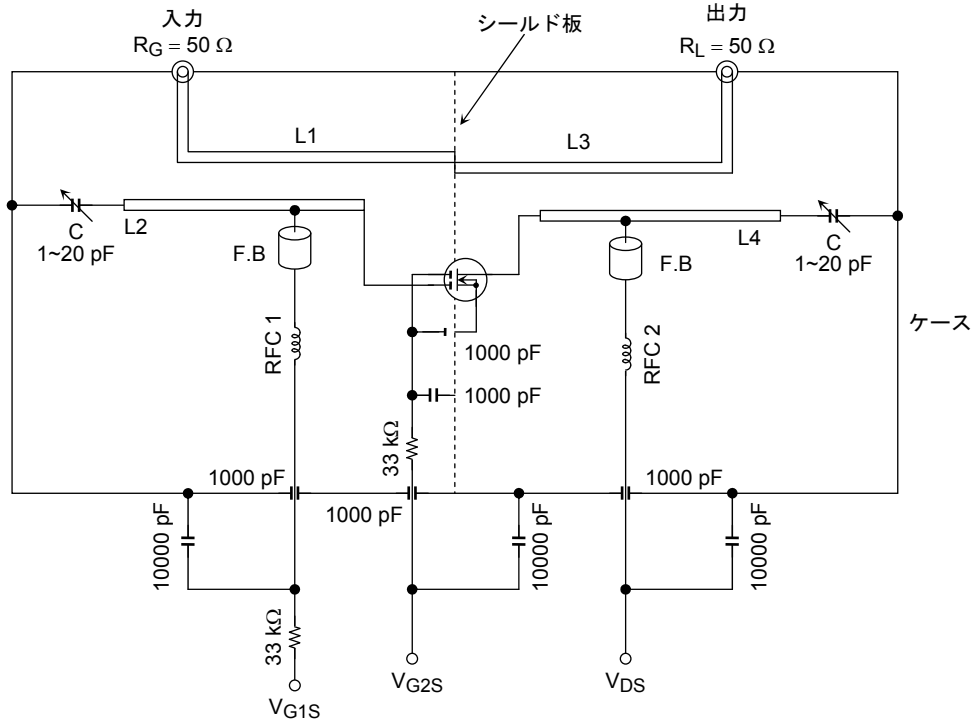 入力
R_G = 50 Ω
シールド板
出力
R_L = 50 Ω
L1
L3
C
1~20 pF
L2
F.B
L4
C
1~20 pF
F.B
RFC 1
1000 pF
RFC 2
ケース
1000 pF
33 kΩ
1000 pF
1000 pF
1000 pF
10000 pF
10000 pF
10000 pF
33 kΩ
V_G1S
V_G2S
V_DS